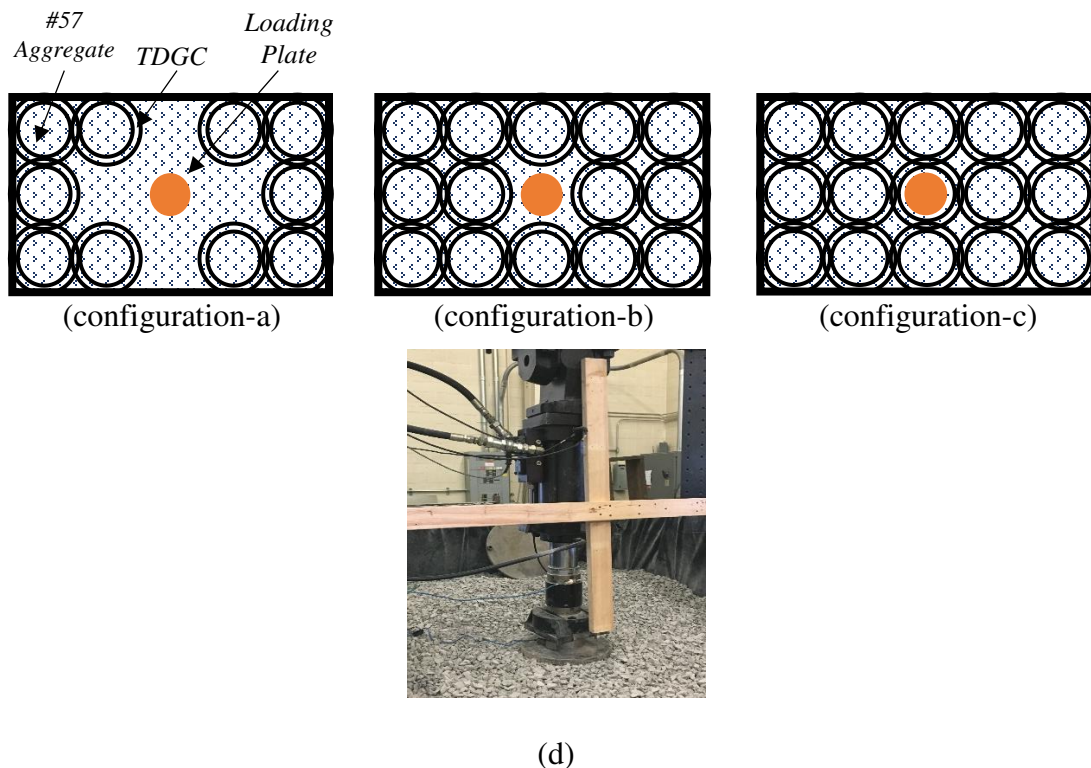 #57
Aggregate
TDGC
Loading
Plate
(configuration-a)
(configuration-b)
(configuration-c)
(d)